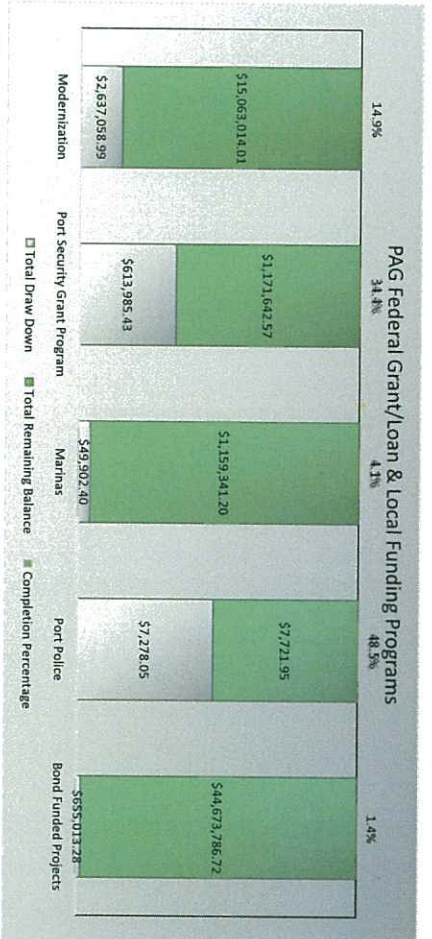 PAG Federal Grant/Loan & Local Funding Programs
14.9% 34.4% 4.1% 48.5% 1.4%
$15,063,014.01 $1,171,642.57 $1,159,341.20 $7,721.95 $44,673,786.72
$2,637,058.99 $613,985.43 $49,902.40 $7,278.05 $655,013.28
Modernization Port Security Grant Program Marinas Port Police Bond Funded Projects
Total Draw Down Total Remaining Balance Completion Percentage